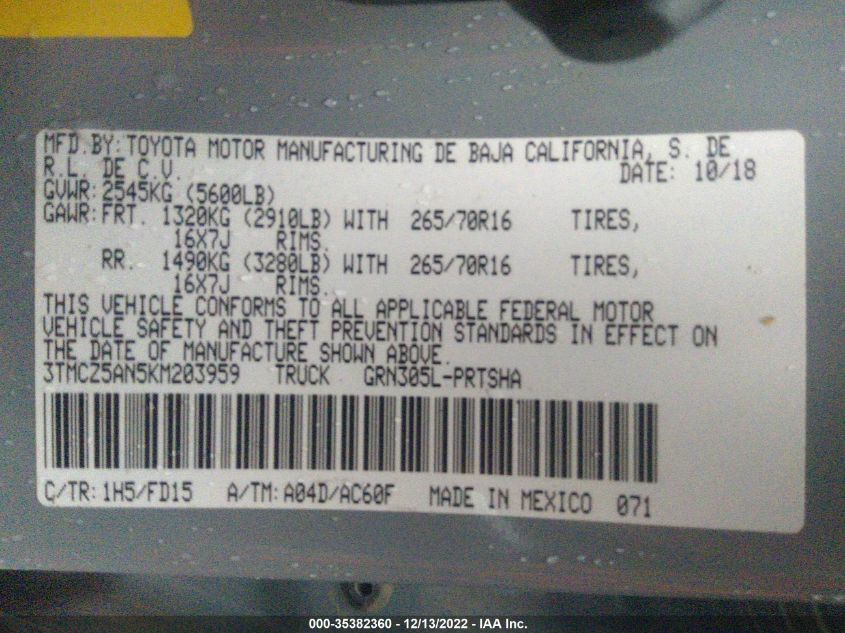 MFD.BY:TOYOTA MOTOR MANUFACTURING DE BAJA CALIFORNIA, S. DE
R.L. DE C.V. DATE: 10/18
GVWR:2545KG (5600LB)
GAWR:FRT. 1320KG (2910LB) WITH 265/70R16 TIRES,
16X7J RIMS.
RR. 1490KG (3280LB) WITH 265/70R16 TIRES,
16X7J RIMS.
THIS VEHICLE CONFORMS TO ALL APPLICABLE FEDERAL MOTOR
VEHICLE SAFETY AND THEFT PREVENTION STANDARDS IN EFFECT ON
THE DATE OF MANUFACTURE SHOWN ABOVE.
3TMCZ5AN5KM203959 TRUCK GRN305L-PRTSHA
C/TR:1H5/FD15 A/TM:A04D/AC60F MADE IN MEXICO 071
000-35382360 - 12/13/2022 - IAA Inc.